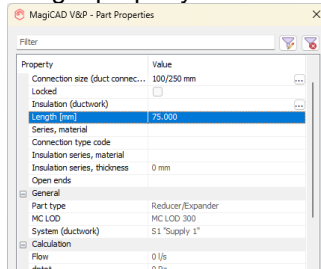 MagiCAD V&P - Part Properties
Filter
Property Value
Connection size (duct connec... 100/250 mm ...
Locked
Insulation (ductwork) ...
Length [mm] 75.000
Series, material
Connection type code
Insulation series, material
Insulation series, thickness 0 mm
Open ends
General
Part type Reducer/Expander
MC LOD MC LOD 300
System (ductwork) S1 "Supply 1"
Calculation
Flow 0 l/s